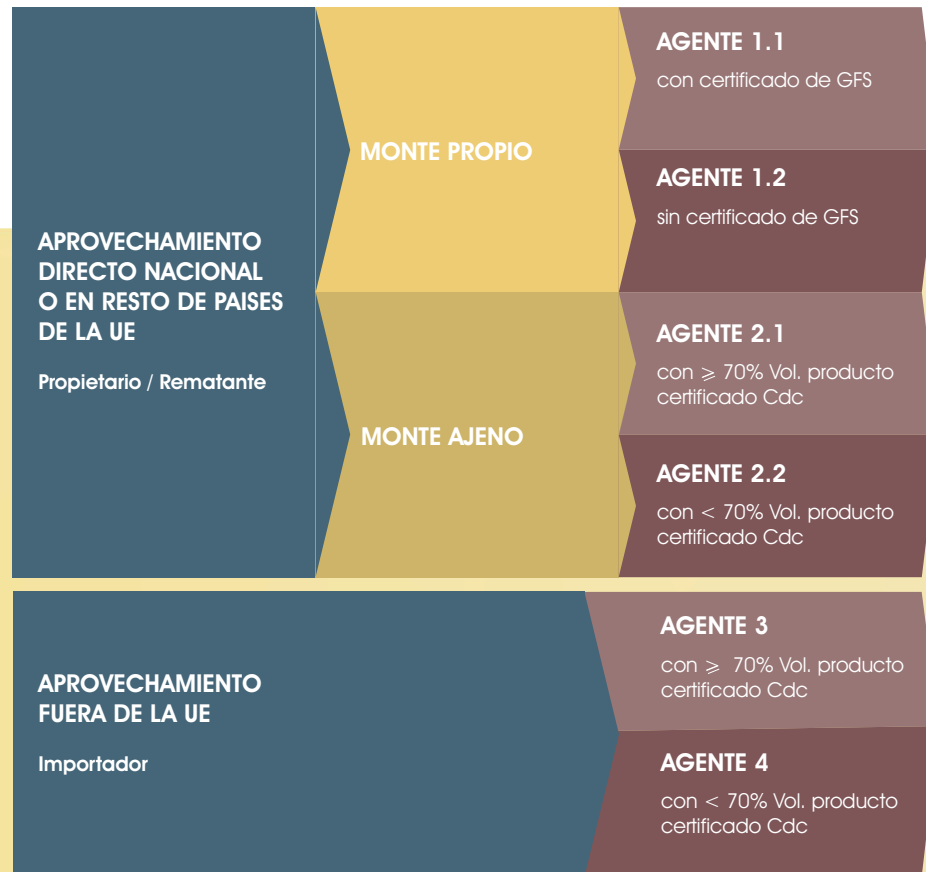 APROVECHAMIENTO
DIRECTO NACIONAL
O EN RESTO DE PAISES
DE LA UE
Propietario / Rematante
MONTE PROPIO
AGENTE 1.1
con certificado de GFS
AGENTE 1.2
sin certificado de GFS
MONTE AJENO
AGENTE 2.1
con ⩾ 70% Vol. producto
certificado Cdc
AGENTE 2.2
con < 70% Vol. producto
certificado Cdc
APROVECHAMIENTO
FUERA DE LA UE
Importador
AGENTE 3
con ⩾ 70% Vol. producto
certificado Cdc
AGENTE 4
con < 70% Vol. producto
certificado Cdc